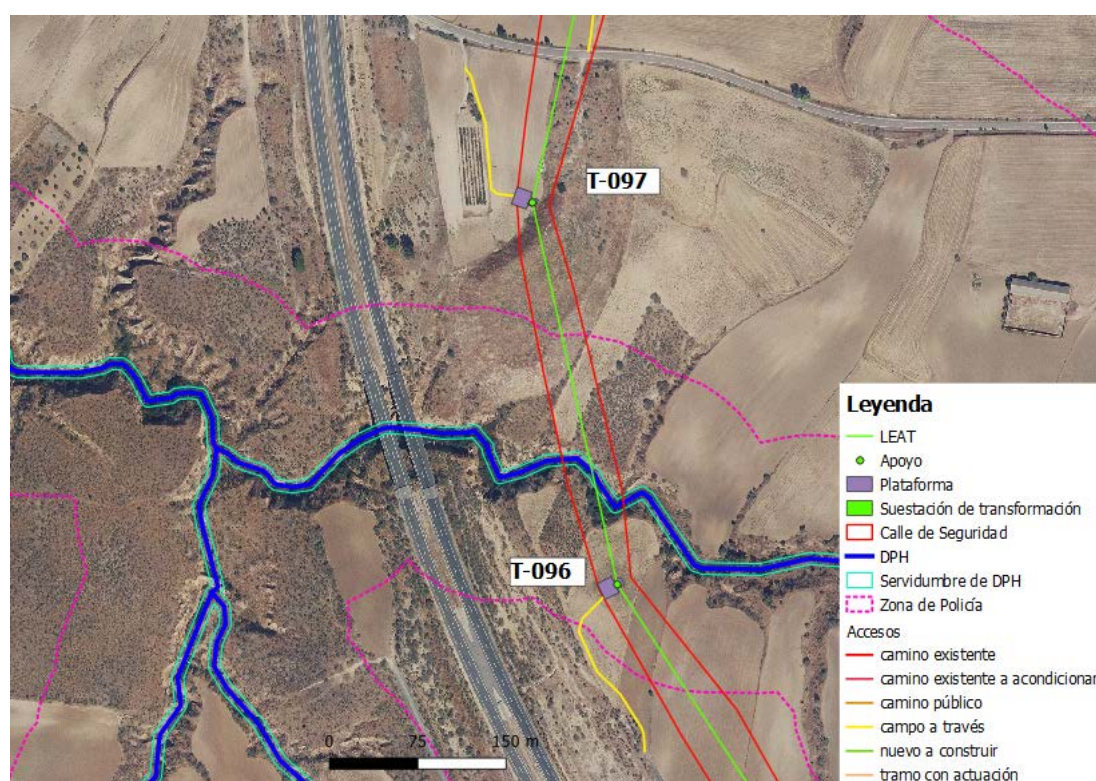 T-097
T-096
Leyenda
LEAT
Apoyo
Plataforma
Suestación de transformación
Calle de Seguridad
DPH
Servidumbre de DPH
Zona de Policía
Accesos
camino existente
camino existente a acondicionar
camino público
campo a través
nuevo a construir
tramo con actuación
0 75 150 m